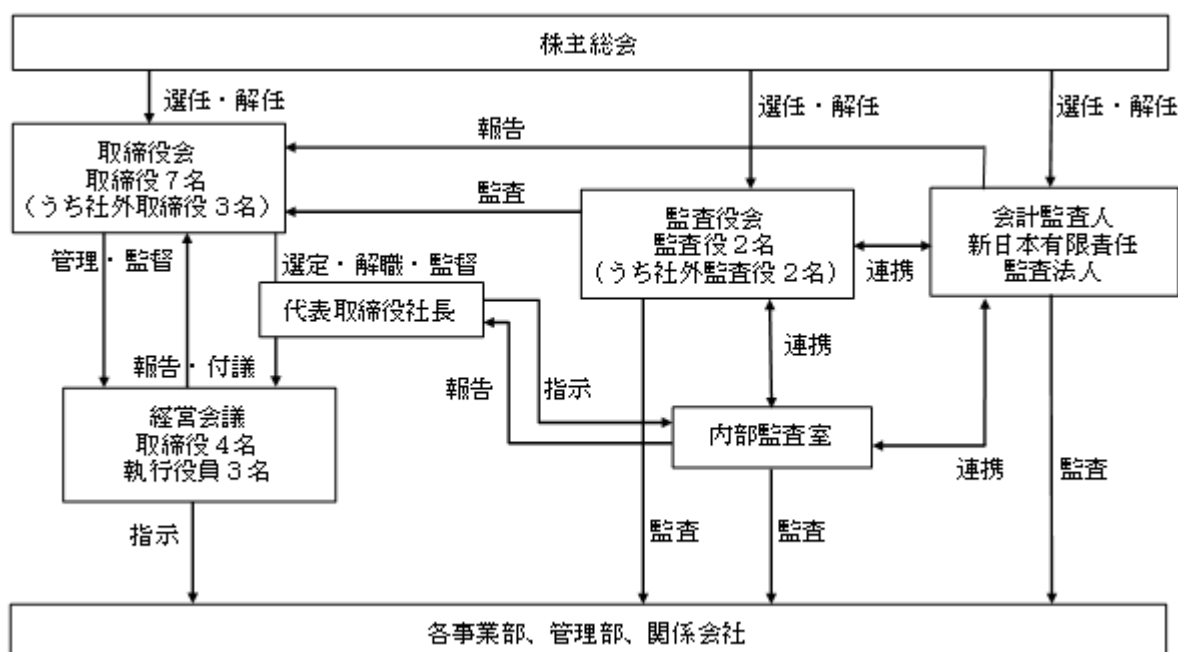 株主総会
選任・解任
選任・解任
選任・解任
報告
取締役会
取締役７名
（うち社外取締役３名）
監査
監査役会
監査役２名
（うち社外監査役２名）
会計監査人
新日本有限責任
監査法人
連携
管理・監督
選定・解職・監督
代表取締役社長
連携
報告・付議
報告
指示
経営会議
取締役４名
執行役員３名
内部監査室
連携
監査
指示
監査
監査
各事業部、管理部、関係会社